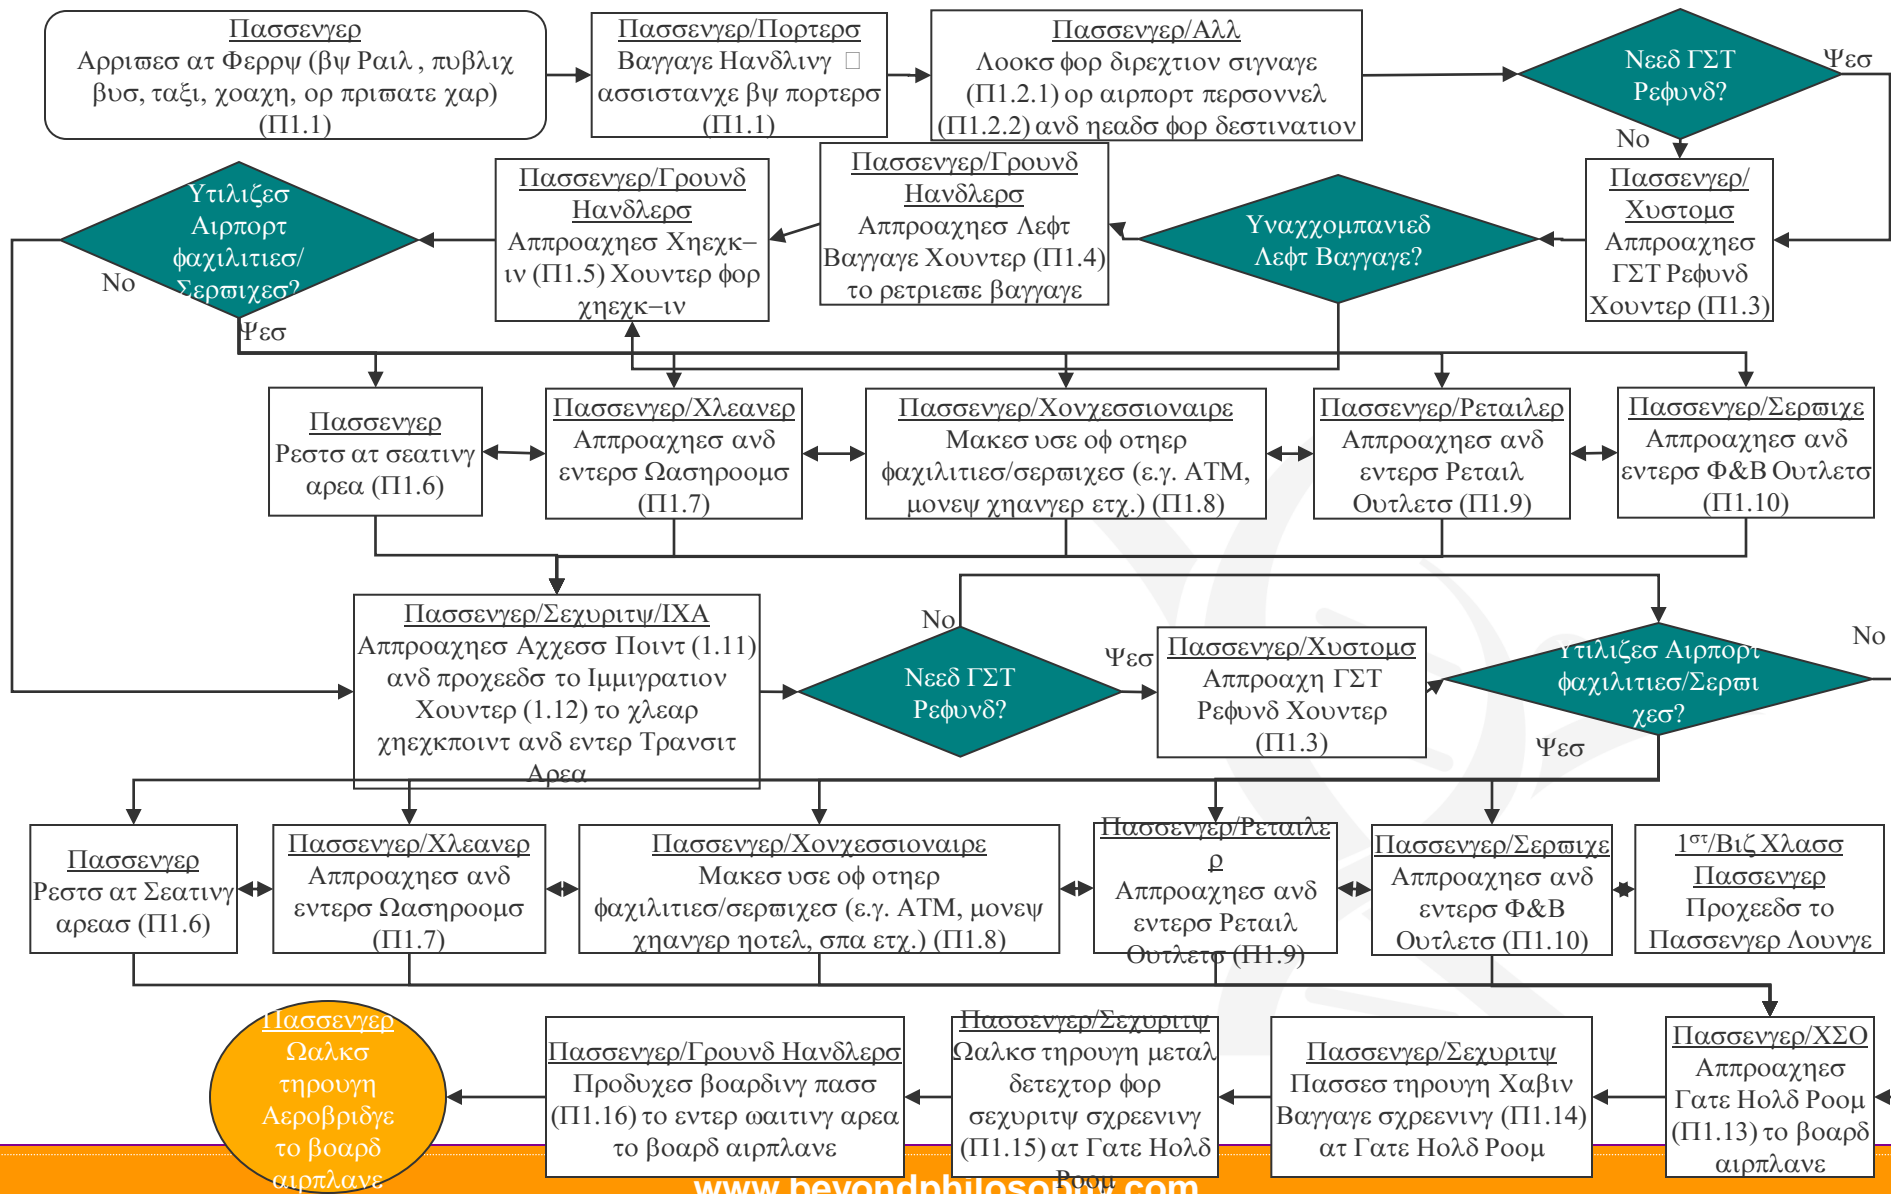 Πασσενγερ
Αρριϖεσ ατ Φερρψ (βψ Ραιλ , πυβλιχ
βυσ, ταξι, χοαχη, ορ πριϖατε χαρ)
(Π1.1)
Πασσενγερ/Πορτερσ
Βαγγαγε Ηανδλινγ □
ασσιστανχε βψ πορτερσ
(Π1.1)
Πασσενγερ/Αλλ
Λοοκσ φορ διρεχτιον σιγναγε
(Π1.2.1) ορ αιρπορτ περσοννελ
(Π1.2.2) ανδ ηεαδσ φορ δεστινατιον
Νεεδ ΓΣΤ
Ρεφυνδ?
Ψεσ
Νο
Πασσενγερ/
Χυστομσ
Αππροαχηεσ
ΓΣΤ Ρεφυνδ
Χουντερ (Π1.3)
Υναχχομπανιεδ
Λεφτ Βαγγαγε?
Πασσενγερ/Γρουνδ
Ηανδλερσ
Αππροαχηεσ Λεφτ
Βαγγαγε Χουντερ (Π1.4)
το ρετριεϖε βαγγαγε
Πασσενγερ/Γρουνδ
Ηανδλερσ
Αππροαχηεσ Χηεχκ–
ιν (Π1.5) Χουντερ φορ
χηεχκ–ιν
Υτιλιζεσ
Αιρπορτ
φαχιλιτιεσ/
Σερϖιχεσ?
Νο
Ψεσ
Πασσενγερ
Ρεστσ ατ σεατινγ
αρεα (Π1.6)
Πασσενγερ/Χλεανερ
Αππροαχηεσ ανδ
εντερσ Ωασηροομσ
(Π1.7)
Πασσενγερ/Χονχεσσιοναιρε
Μακεσ υσε οφ οτηερ
φαχιλιτιεσ/σερϖιχεσ (ε.γ. ΑΤΜ,
μονεψ χηανγερ ετχ.) (Π1.8)
Πασσενγερ/Ρεταιλερ
Αππροαχηεσ ανδ
εντερσ Ρεταιλ
Ουτλετσ (Π1.9)
Πασσενγερ/Σερϖιχε
Αππροαχηεσ ανδ
εντερσ Φ&Β Ουτλετσ
(Π1.10)
Πασσενγερ/Σεχυριτψ/ΙΧΑ
Αππροαχηεσ Αχχεσσ Ποιντ (1.11)
ανδ προχεεδσ το Ιμμιγρατιον
Χουντερ (1.12) το χλεαρ
χηεχκποιντ ανδ εντερ Τρανσιτ
Αρεα
Νο
Νεεδ ΓΣΤ
Ρεφυνδ?
Ψεσ
Πασσενγερ/Χυστομσ
Αππροαχη ΓΣΤ
Ρεφυνδ Χουντερ
(Π1.3)
Υτιλιζεσ Αιρπορτ
φαχιλιτιεσ/Σερϖι
χεσ?
Νο
Ψεσ
Πασσενγερ
Ρεστσ ατ Σεατινγ
αρεασ (Π1.6)
Πασσενγερ/Χλεανερ
Αππροαχηεσ ανδ
εντερσ Ωασηροομσ
(Π1.7)
Πασσενγερ/Χονχεσσιοναιρε
Μακεσ υσε οφ οτηερ
φαχιλιτιεσ/σερϖιχεσ (ε.γ. ΑΤΜ, μονεψ
χηανγερ ηοτελ, σπα ετχ.) (Π1.8)
Πασσενγερ/Ρεταιλε
ρ
Αππροαχηεσ ανδ
εντερσ Ρεταιλ
Ουτλετσ (Π1.9)
Πασσενγερ/Σερϖιχε
Αππροαχηεσ ανδ
εντερσ Φ&Β
Ουτλετσ (Π1.10)
1στ/Βιζ Χλασσ
Πασσενγερ
Προχεεδσ το
Πασσενγερ Λουνγε
Πασσενγερ
Ωαλκσ
τηρουγη
Αεροβριδγε
το βοαρδ
αιρπλανε
Πασσενγερ/Γρουνδ Ηανδλερσ
Προδυχεσ βοαρδινγ πασσ
(Π1.16) το εντερ ωαιτινγ αρεα
το βοαρδ αιρπλανε
Πασσενγερ/Σεχυριτψ
Ωαλκσ τηρουγη μεταλ
δετεχτορ φορ
σεχυριτψ σχρεενινγ
(Π1.15) ατ Γατε Ηολδ
Ροομ
Πασσενγερ/Σεχυριτψ
Πασσεσ τηρουγη Χαβιν
Βαγγαγε σχρεενινγ (Π1.14)
ατ Γατε Ηολδ Ροομ
Πασσενγερ/ΧΣΟ
Αππροαχηεσ
Γατε Ηολδ Ροομ
(Π1.13) το βοαρδ
αιρπλανε
www.beyondphilosophy.com